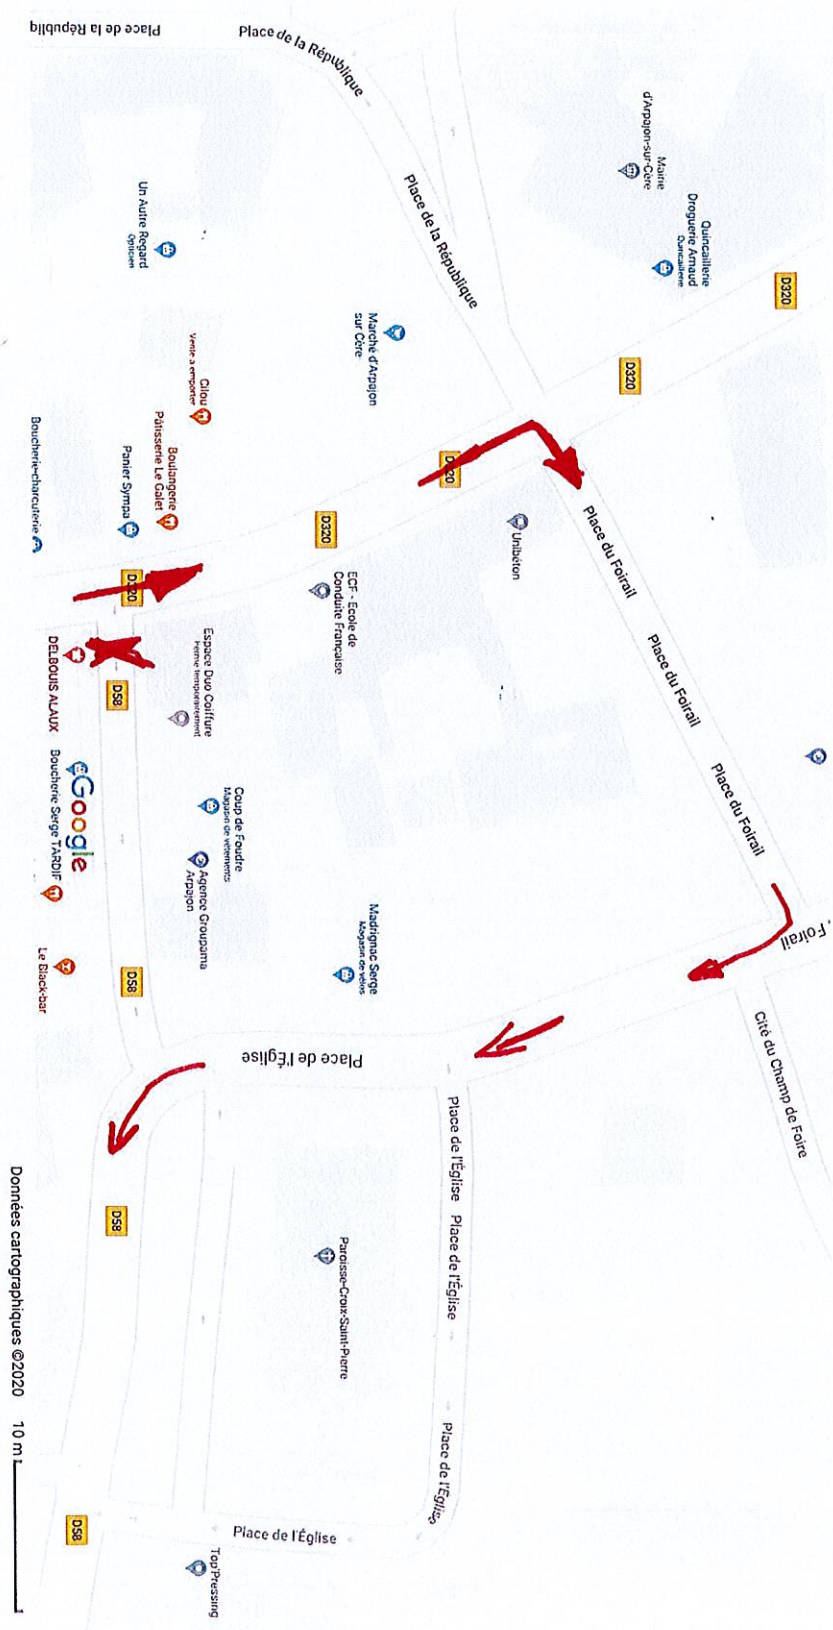 Place de la Républiq
Place de la République
Place de la République
Mairie
d'Arpajon-sur-Cère
Quincaillerie
Droguerie Arnaud
Quincaillerie
D320
D320
Un Autre Regard
Opticien
Marché d'Arpajon
sur Cère
Gilou
Vente à emporter
Boulangerie
Pâtisserie Le Galet
Panier Sympa
Boucherie-charcuterie
D320
D320
D320
Unibéton
ECF - Ecole de
Conduite Française
Place du Foirail
Place du Foirail
Place du Foirail
Foirail
Espace Duo Coiffure
Fermé temporairement
DELBOUIS ALAUX
D58
Google
Boucherie Serge TARDIF
Coup de Foudre
Magasin de vêtements
Agence Groupama
Arpajon
Madrignac Serge
Magasin de vélos
Le Black-bar
D58
Cité du Champ de Foire
Place de l'Église
Place de l'Église
Place de l'Église
Place de l'Église
Place de l'Église
Paroisse-Croix-Saint-Pierre
D58
D58
Top'Pressing
Données cartographiques ©2020
10 m